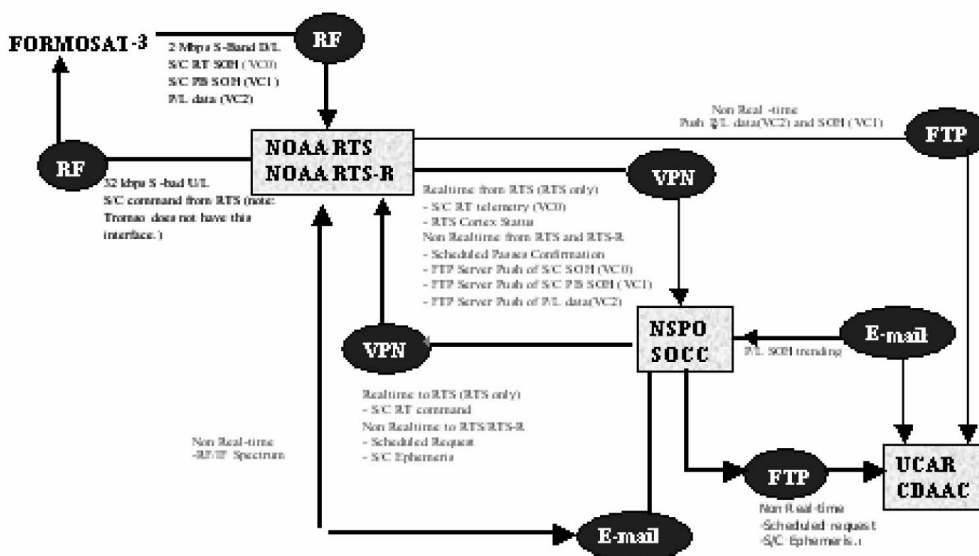 FORMOSAT-3
2 Mbps S-Band D/L
S/C RT SOH (VC0)
S/C PB SOH (VC1)
P/L data (VC2)
RF
Non Real -time
Push P/L data(VC2) and SOH (VC1)
FTP
RF
NOAA RTS
NOAA RTS-R
VPN
32 kbps S -bad U/L
S/C command from RTS (note:
Tromso does not have this
interface.)
Realtime from RTS (RTS only)
- S/C RT telemetry (VC0)
- RTS Cortex Status
Non Realtime from RTS and RTS-R
- Scheduled Passes Confirmation
- FTP Server Push of S/C SOH (VC0)
- FTP Server Push of S/C PB SOH (VC1)
- FTP Server Push of P/L data(VC2)
NSPO
SOCC
E-mail
P/L SOH trending
VPN
Realtime to RTS (RTS only)
- S/C RT command
Non Realtime to RTS/RTS-R
- Scheduled Request
- S/C Ephemeris
Non Real-time
-RF/IF Spectrum
FTP
UCAR
CDAAC
Non Real-time
-Scheduled request
-S/C Ephemeris
E-mail